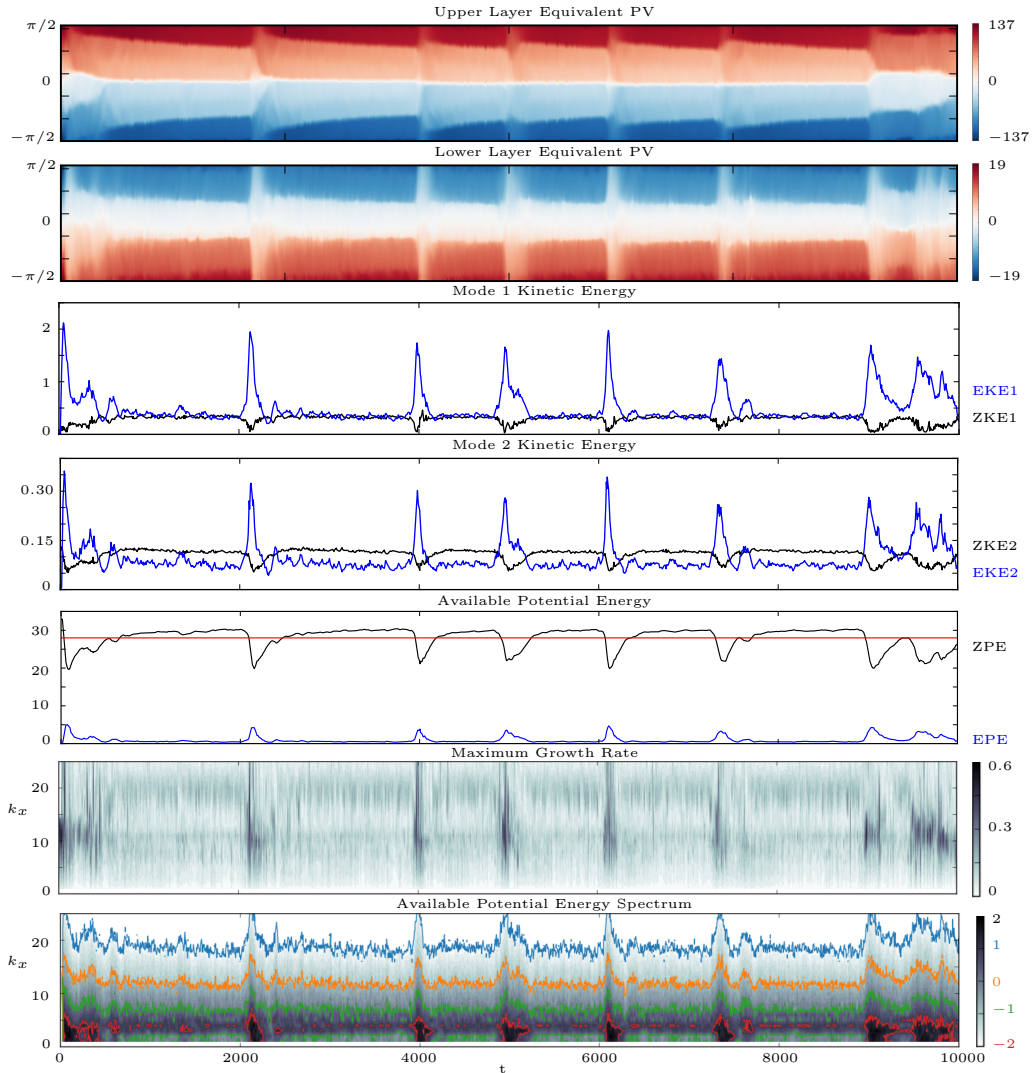 Upper Layer Equivalent PV
π/2
0
−π/2
137
0
−137
Lower Layer Equivalent PV
π/2
0
−π/2
19
0
−19
Mode 1 Kinetic Energy
2
1
0
EKE1
ZKE1
Mode 2 Kinetic Energy
0.30
0.15
0
ZKE2
EKE2
Available Potential Energy
30
20
10
0
ZPE
EPE
Maximum Growth Rate
20
k_x
10
0
0.6
0.3
0
Available Potential Energy Spectrum
20
k_x
10
0
2
1
0
−1
−2
0 2000 4000 6000 8000 10000
t